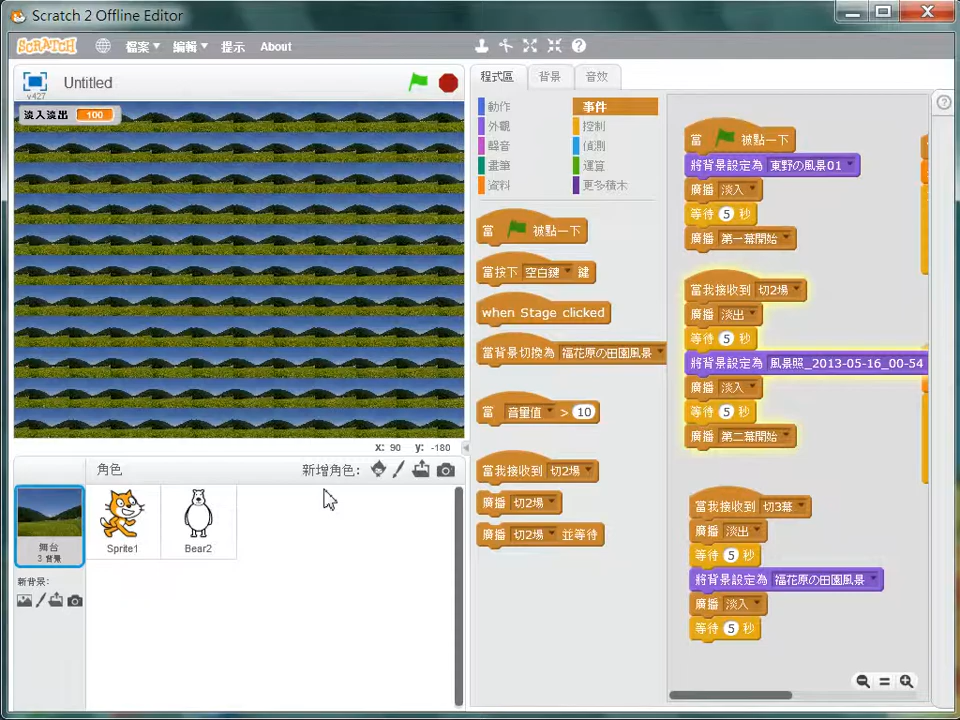 Scratch 2 Offline Editor
SCRATCH 檔案 編輯 提示 About
v427
Untitled
淡入淡出 100
x: 90 y: -180
角色
新增角色:
舞台
3 背景
Sprite1
Bear2
新背景:
程式區
背景
音效
動作
外觀
聲音
畫筆
資料
事件
控制
偵測
運算
更多積木
當 被點一下
當按下 空白鍵 鍵
when Stage clicked
當背景切換為 福花原の田園風景
當 音量值 > 10
當我接收到 切2場
廣播 切2場
廣播 切2場 並等待
當 被點一下
將背景設定為 東野の風景01
廣播 淡入
等待 5 秒
廣播 第一幕開始
當我接收到 切2場
廣播 淡出
等待 5 秒
將背景設定為 風景照_2013-05-16_00-54
廣播 淡入
等待 5 秒
廣播 第二幕開始
當我接收到 切3幕
廣播 淡出
等待 5 秒
將背景設定為 福花原の田園風景
廣播 淡入
等待 5 秒